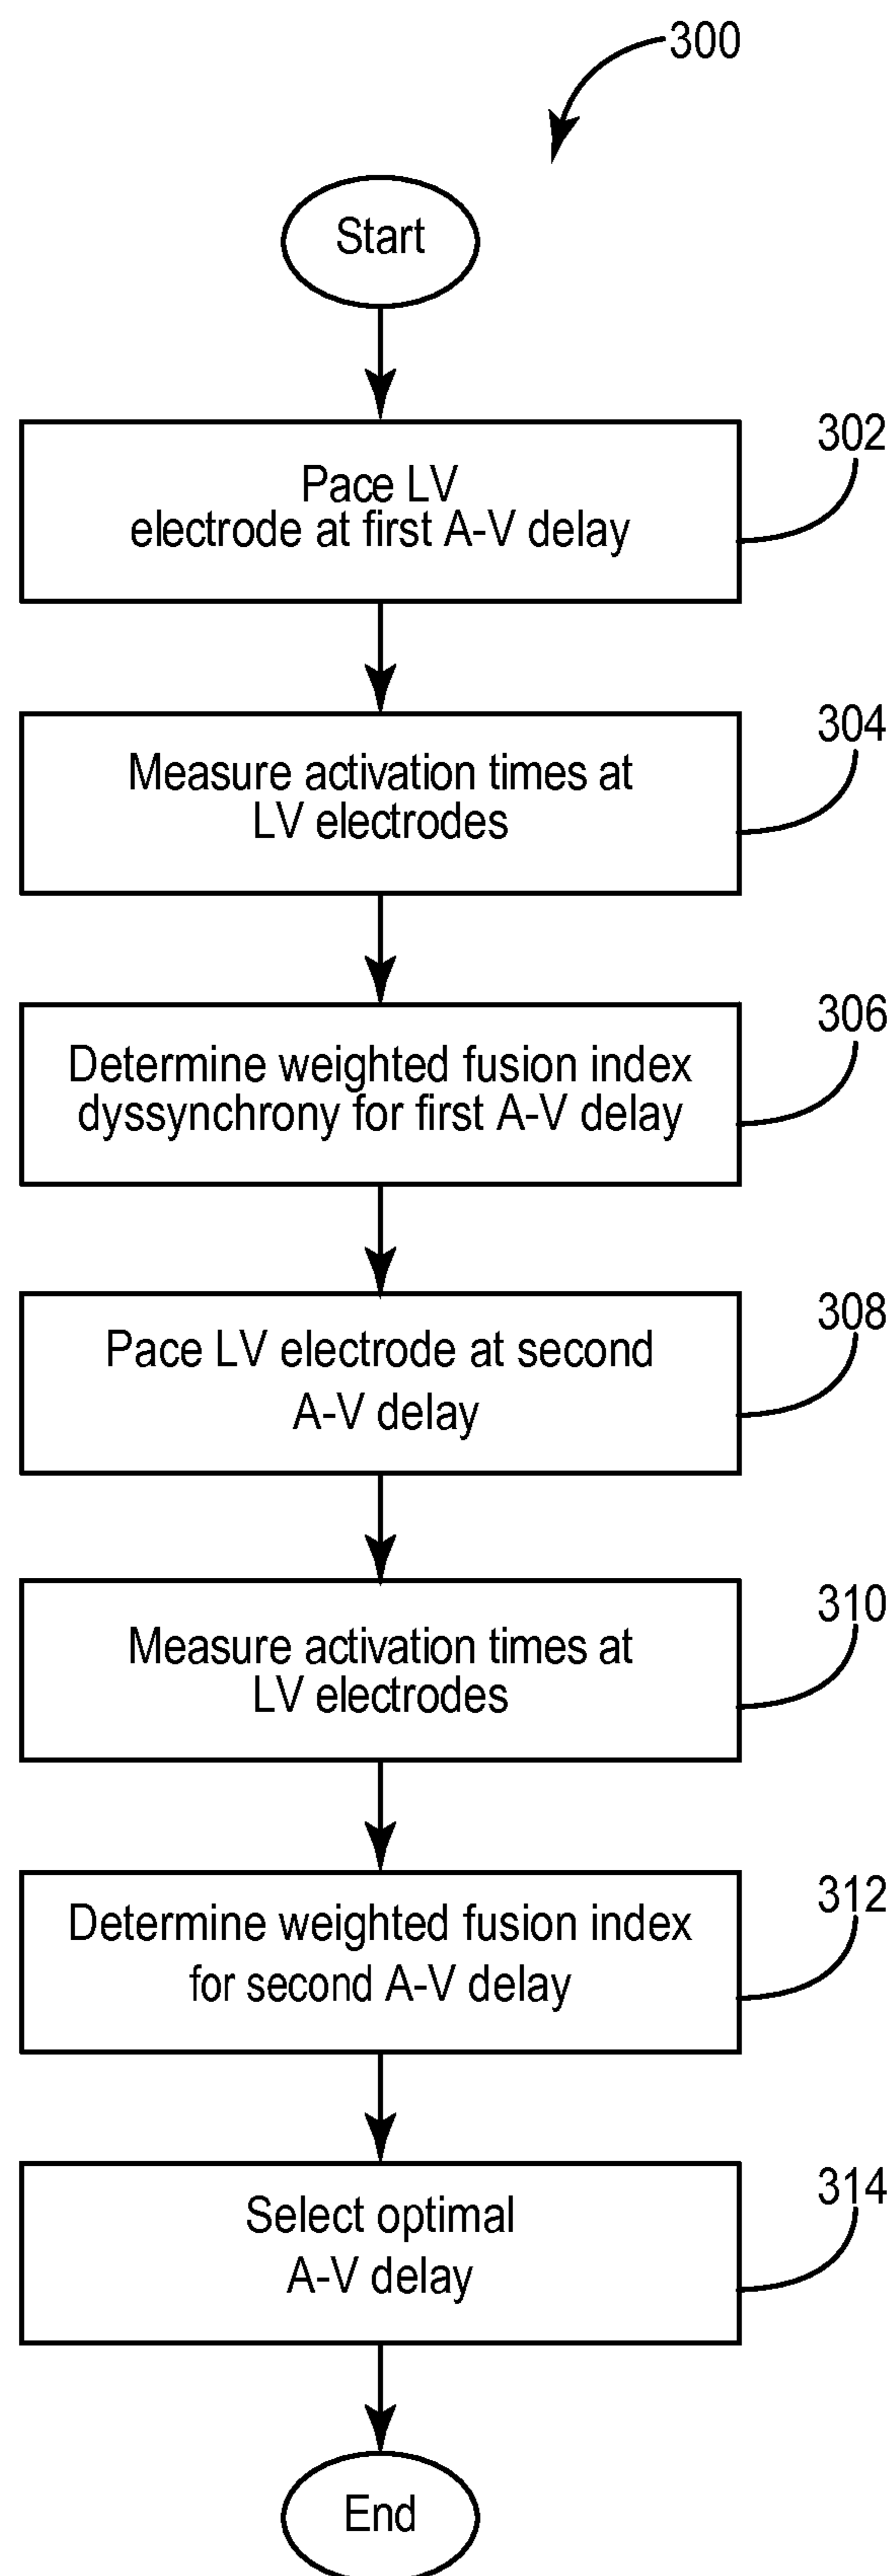 300
Start
302
Pace LV
electrode at first A-V delay
304
Measure activation times at
LV electrodes
306
Determine weighted fusion index
dyssynchrony for first A-V delay
308
Pace LV electrode at second
A-V delay
310
Measure activation times at
LV electrodes
312
Determine weighted fusion index
for second A-V delay
314
Select optimal
A-V delay
End